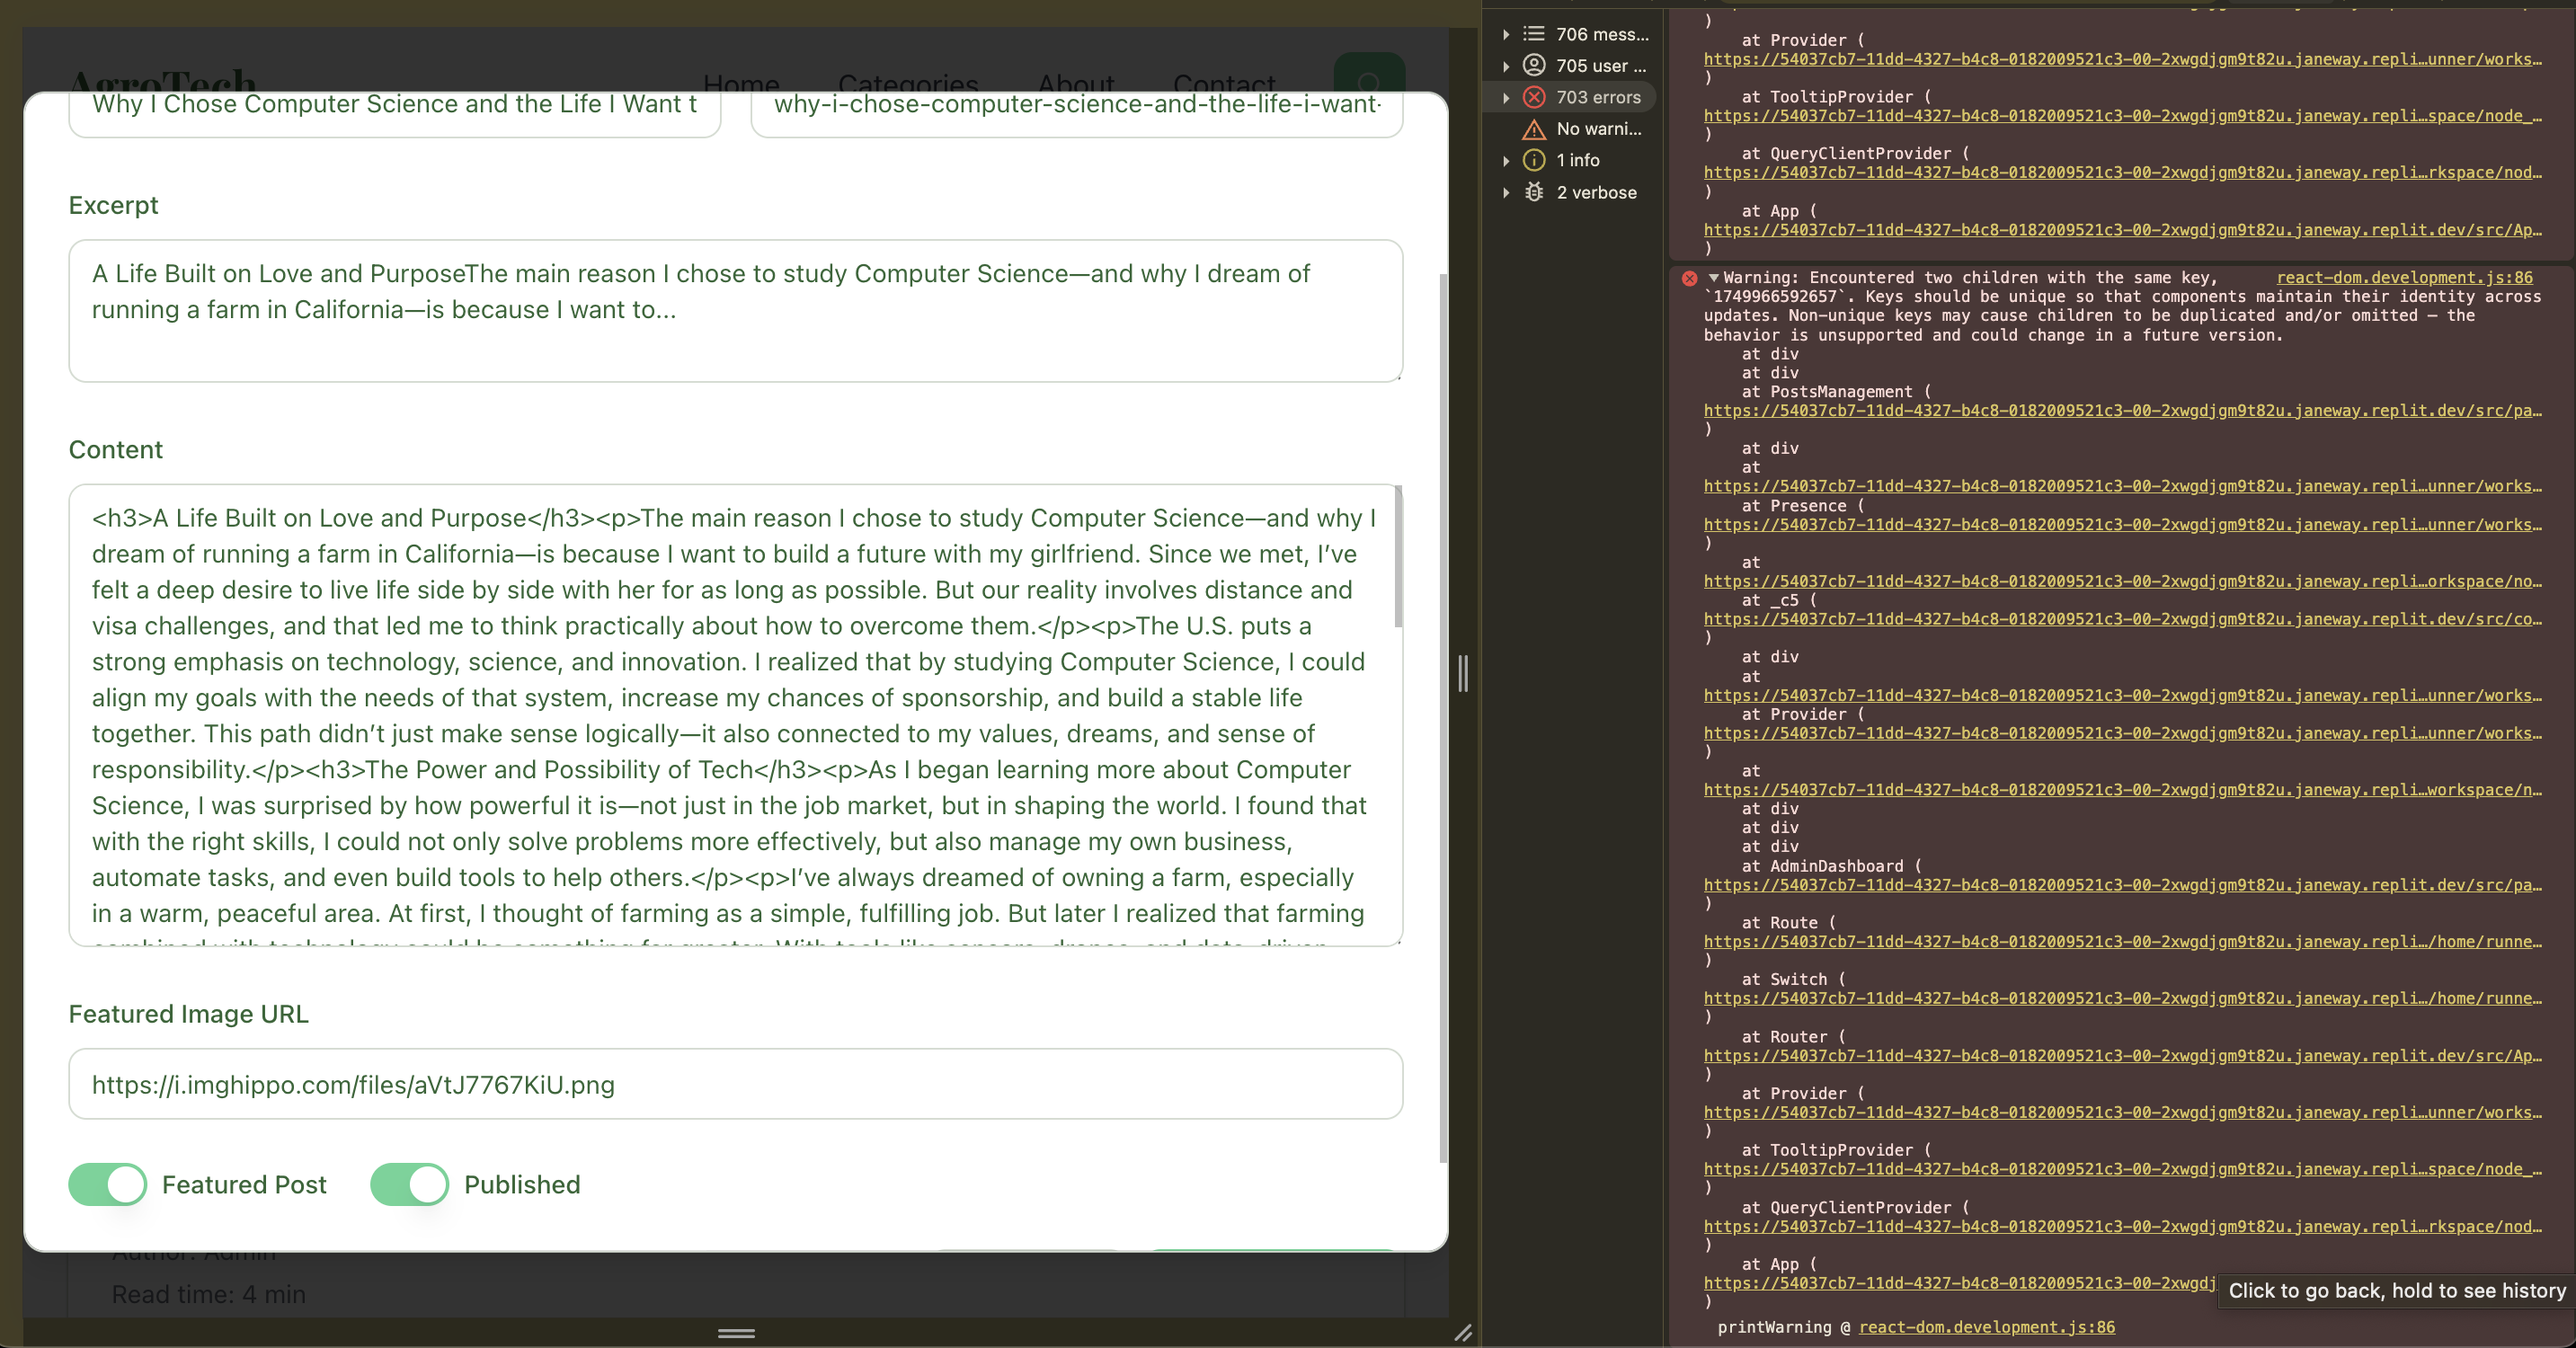 AgroTech
Home Categories About Contact
Why I Chose Computer Science and the Life I Want t
why-i-chose-computer-science-and-the-life-i-want-
Excerpt
A Life Built on Love and PurposeThe main reason I chose to study Computer Science—and why I dream of
running a farm in California—is because I want to...
Content
<h3>A Life Built on Love and Purpose</h3><p>The main reason I chose to study Computer Science—and why I
dream of running a farm in California—is because I want to build a future with my girlfriend. Since we met, I’ve
felt a deep desire to live life side by side with her for as long as possible. But our reality involves distance and
visa challenges, and that led me to think practically about how to overcome them.</p><p>The U.S. puts a
strong emphasis on technology, science, and innovation. I realized that by studying Computer Science, I could
align my goals with the needs of that system, increase my chances of sponsorship, and build a stable life
together. This path didn’t just make sense logically—it also connected to my values, dreams, and sense of
responsibility.</p><h3>The Power and Possibility of Tech</h3><p>As I began learning more about Computer
Science, I was surprised by how powerful it is—not just in the job market, but in shaping the world. I found that
with the right skills, I could not only solve problems more effectively, but also manage my own business,
automate tasks, and even build tools to help others.</p><p>I’ve always dreamed of owning a farm, especially
in a warm, peaceful area. At first, I thought of farming as a simple, fulfilling job. But later I realized that farming
Featured Image URL
https://i.imghippo.com/files/aVtJ7767KiU.png
Featured Post
Published
Author: Admin
Read time: 4 min
706 mess...
705 user ...
703 errors
No warni...
1 info
2 verbose
)
at Provider (
https://54037cb7-11dd-4327-b4c8-0182009521c3-00-2xwgdjgm9t82u.janeway.repli…unner/works…
)
at TooltipProvider (
https://54037cb7-11dd-4327-b4c8-0182009521c3-00-2xwgdjgm9t82u.janeway.repli…space/node_…
)
at QueryClientProvider (
https://54037cb7-11dd-4327-b4c8-0182009521c3-00-2xwgdjgm9t82u.janeway.repli…rkspace/nod…
)
at App (
https://54037cb7-11dd-4327-b4c8-0182009521c3-00-2xwgdjgm9t82u.janeway.replit.dev/src/Ap…
)
Warning: Encountered two children with the same key, react-dom.development.js:86
`1749966592657`. Keys should be unique so that components maintain their identity across
updates. Non-unique keys may cause children to be duplicated and/or omitted — the
behavior is unsupported and could change in a future version.
at div
at div
at PostsManagement (
https://54037cb7-11dd-4327-b4c8-0182009521c3-00-2xwgdjgm9t82u.janeway.replit.dev/src/pa…
)
at div
at
https://54037cb7-11dd-4327-b4c8-0182009521c3-00-2xwgdjgm9t82u.janeway.repli…unner/works…
at Presence (
https://54037cb7-11dd-4327-b4c8-0182009521c3-00-2xwgdjgm9t82u.janeway.repli…unner/works…
)
at
https://54037cb7-11dd-4327-b4c8-0182009521c3-00-2xwgdjgm9t82u.janeway.repli…orkspace/no…
at _c5 (
https://54037cb7-11dd-4327-b4c8-0182009521c3-00-2xwgdjgm9t82u.janeway.replit.dev/src/co…
)
at div
at
https://54037cb7-11dd-4327-b4c8-0182009521c3-00-2xwgdjgm9t82u.janeway.repli…unner/works…
at Provider (
https://54037cb7-11dd-4327-b4c8-0182009521c3-00-2xwgdjgm9t82u.janeway.repli…unner/works…
)
at
https://54037cb7-11dd-4327-b4c8-0182009521c3-00-2xwgdjgm9t82u.janeway.repli…workspace/n…
at div
at div
at div
at AdminDashboard (
https://54037cb7-11dd-4327-b4c8-0182009521c3-00-2xwgdjgm9t82u.janeway.replit.dev/src/pa…
)
at Route (
https://54037cb7-11dd-4327-b4c8-0182009521c3-00-2xwgdjgm9t82u.janeway.repli…/home/runne…
)
at Switch (
https://54037cb7-11dd-4327-b4c8-0182009521c3-00-2xwgdjgm9t82u.janeway.repli…/home/runne…
)
at Router (
https://54037cb7-11dd-4327-b4c8-0182009521c3-00-2xwgdjgm9t82u.janeway.replit.dev/src/Ap…
)
at Provider (
https://54037cb7-11dd-4327-b4c8-0182009521c3-00-2xwgdjgm9t82u.janeway.repli…unner/works…
)
at TooltipProvider (
https://54037cb7-11dd-4327-b4c8-0182009521c3-00-2xwgdjgm9t82u.janeway.repli…space/node_…
)
at QueryClientProvider (
https://54037cb7-11dd-4327-b4c8-0182009521c3-00-2xwgdjgm9t82u.janeway.repli…rkspace/nod…
)
at App (
https://54037cb7-11dd-4327-b4c8-0182009521c3-00-2xwgdj
Click to go back, hold to see history
)
printWarning @ react-dom.development.js:86